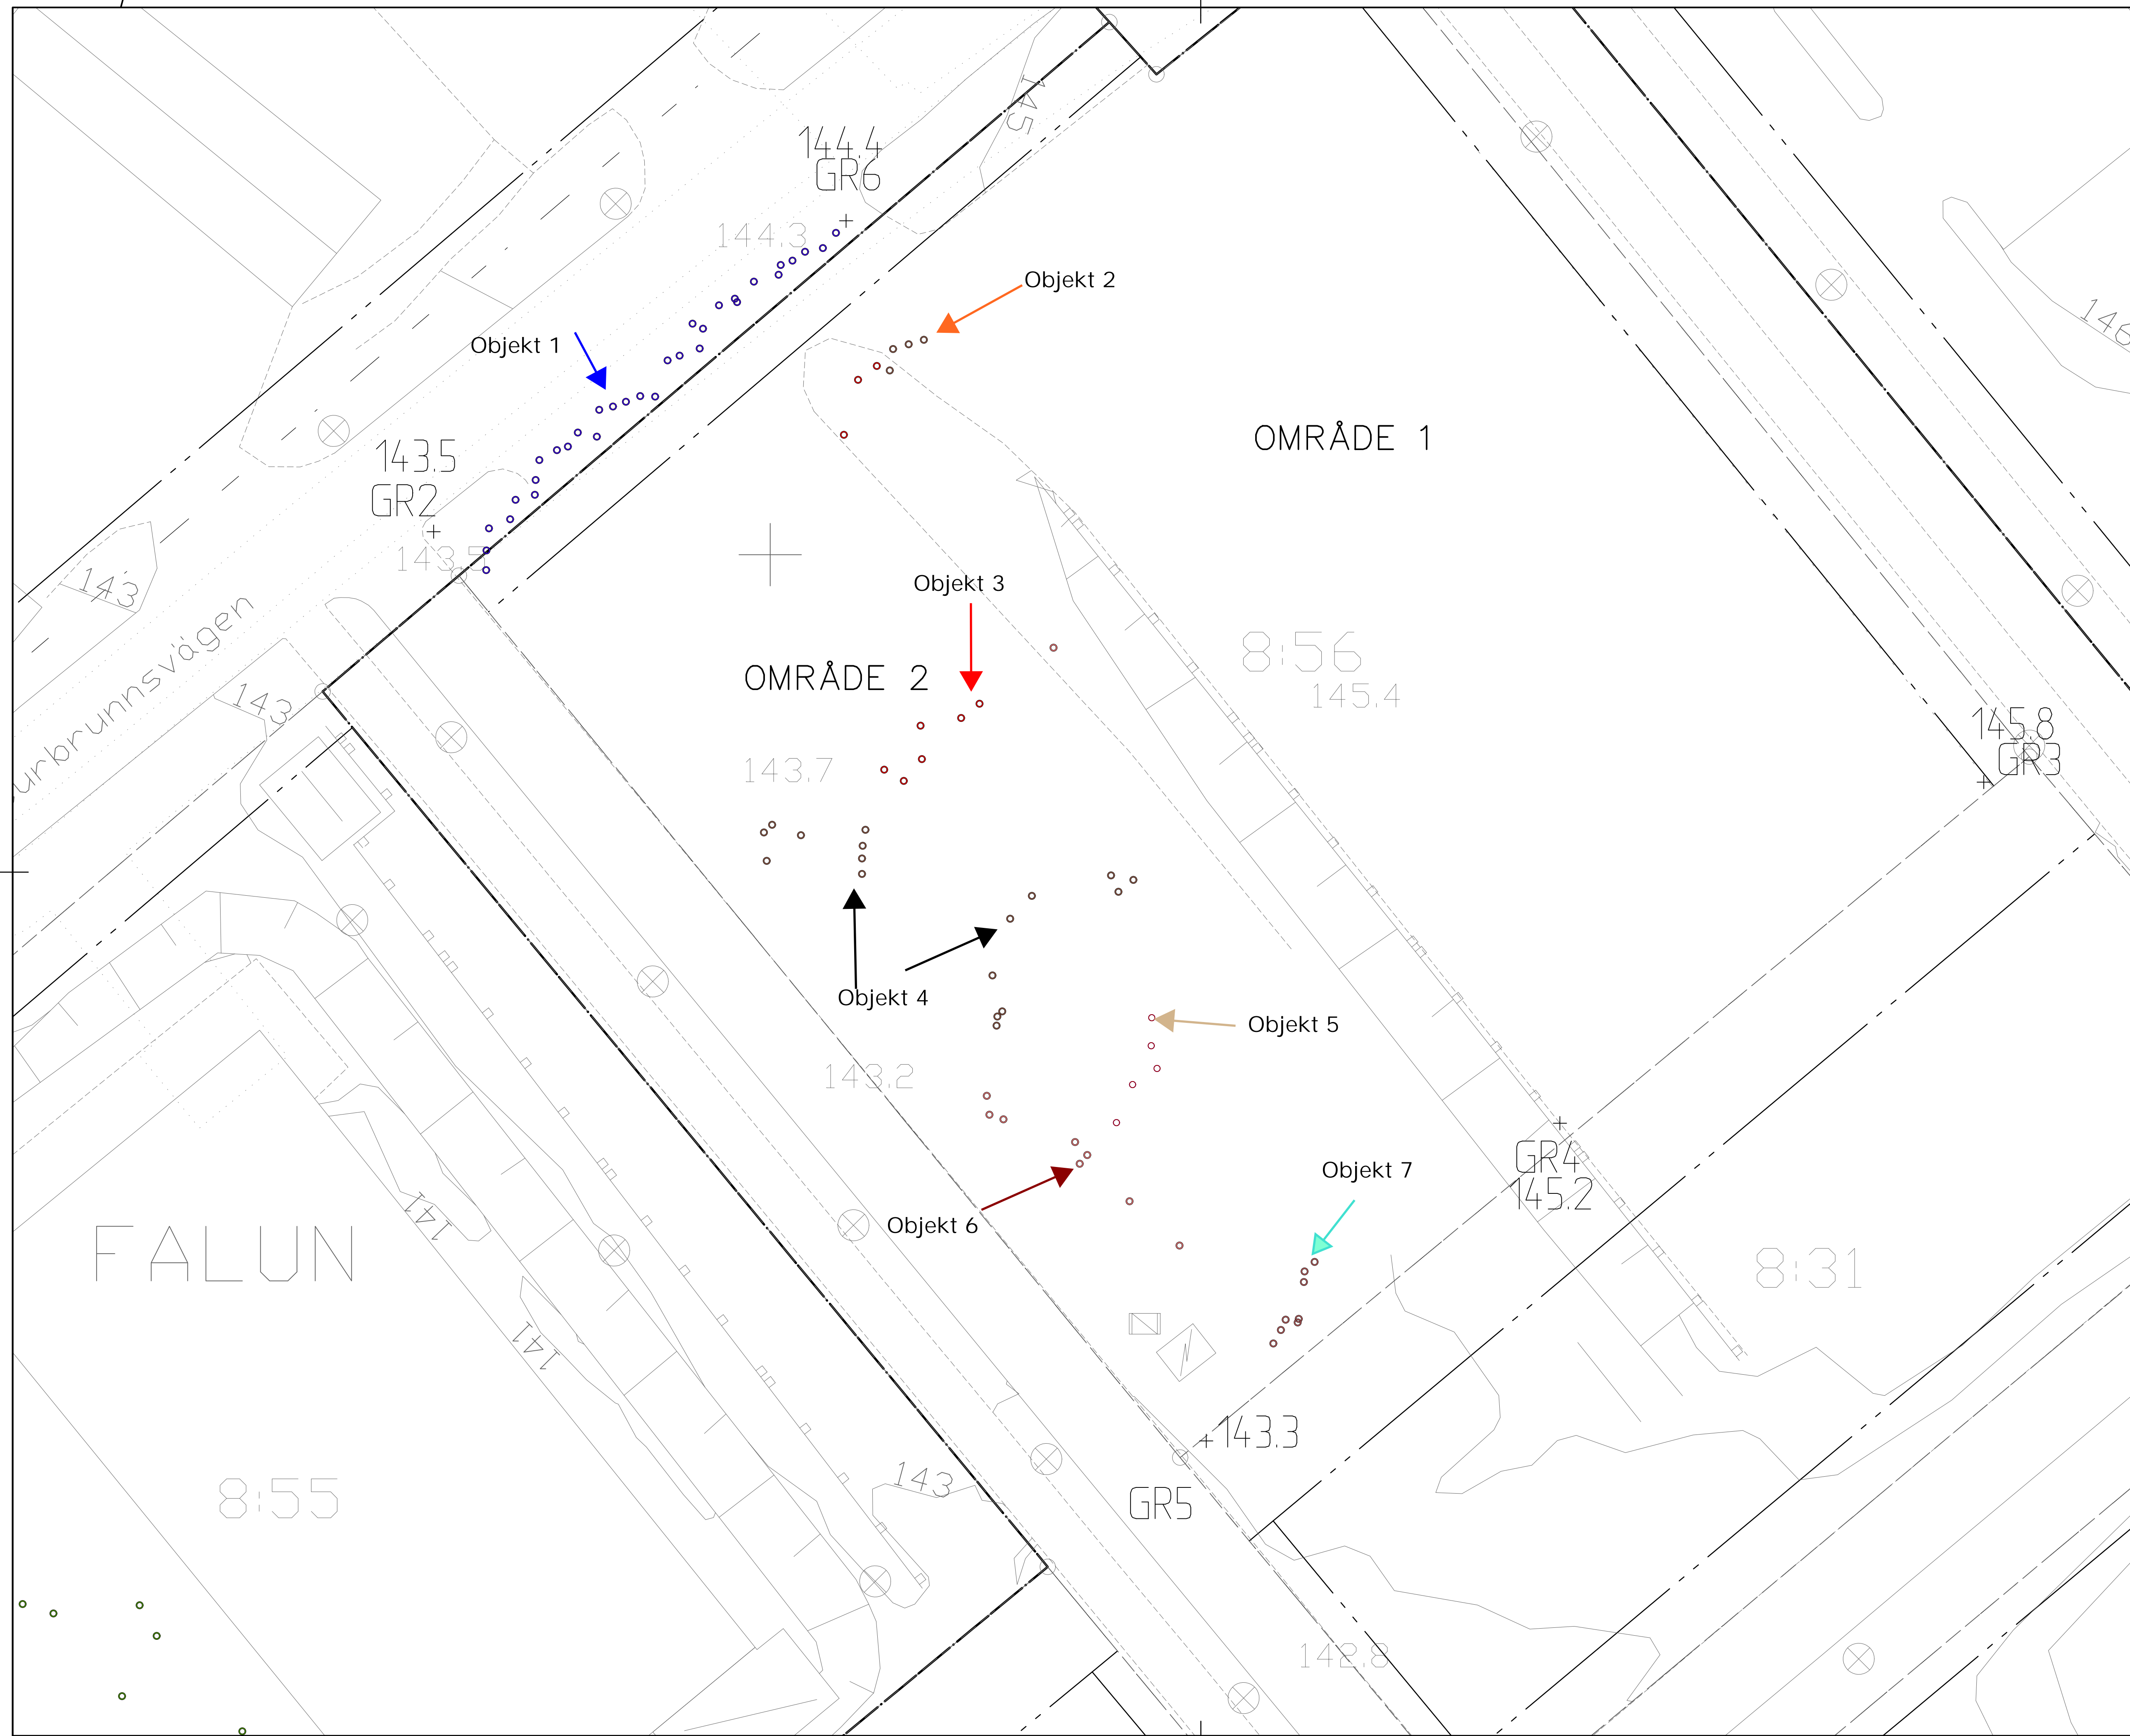 145
144.4
GR6
144.3
Objekt 2
146
Objekt 1
OMRÅDE 1
143.5
GR2
143.5
143
Objekt 3
urbrunnsvägen
8:56
OMRÅDE 2
145.4
143
145.8
GR3
143.7
Objekt 4
Objekt 5
143.2
GR4
Objekt 7
145.2
141
Objekt 6
FALUN
8:31
141
143.3
143
8:55
GR5
142.8